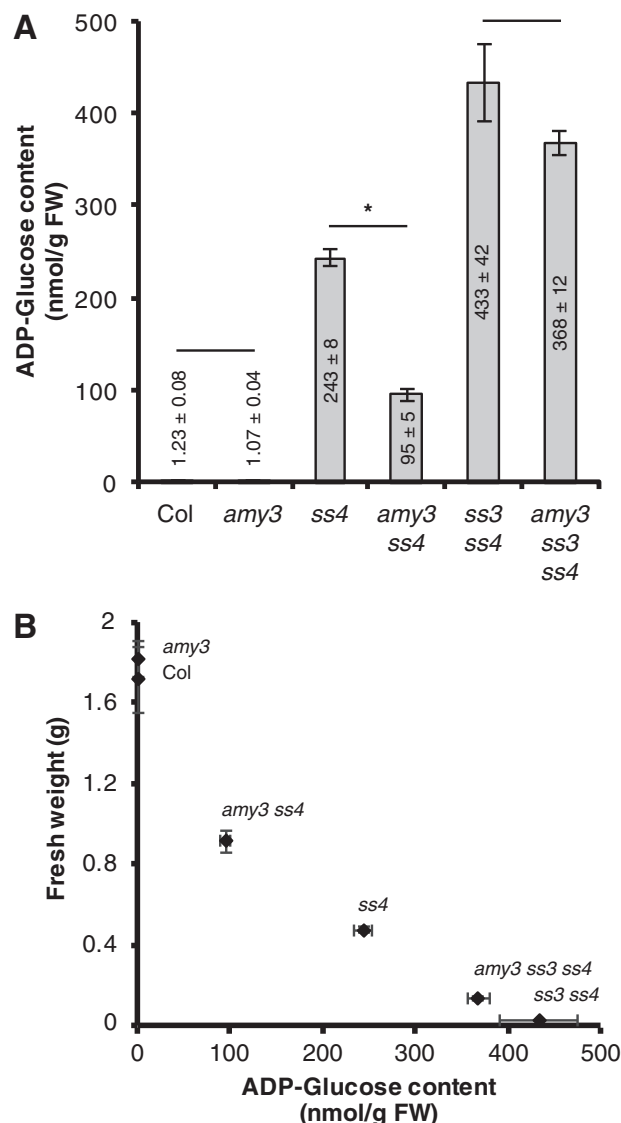 A
ADP-Glucose content
(nmol/g FW)
500
400
300
200
100
0
1.23 ± 0.08
1.07 ± 0.04
243 ± 8
*
95 ± 5
433 ± 42
368 ± 12
Col
amy3
ss4
amy3
ss4
ss3
ss4
amy3
ss3
ss4
B
Fresh weight (g)
2
1.6
1.2
0.8
0.4
0
amy3
Col
amy3 ss4
ss4
amy3 ss3 ss4
ss3 ss4
0 100 200 300 400 500
ADP-Glucose content
(nmol/g FW)